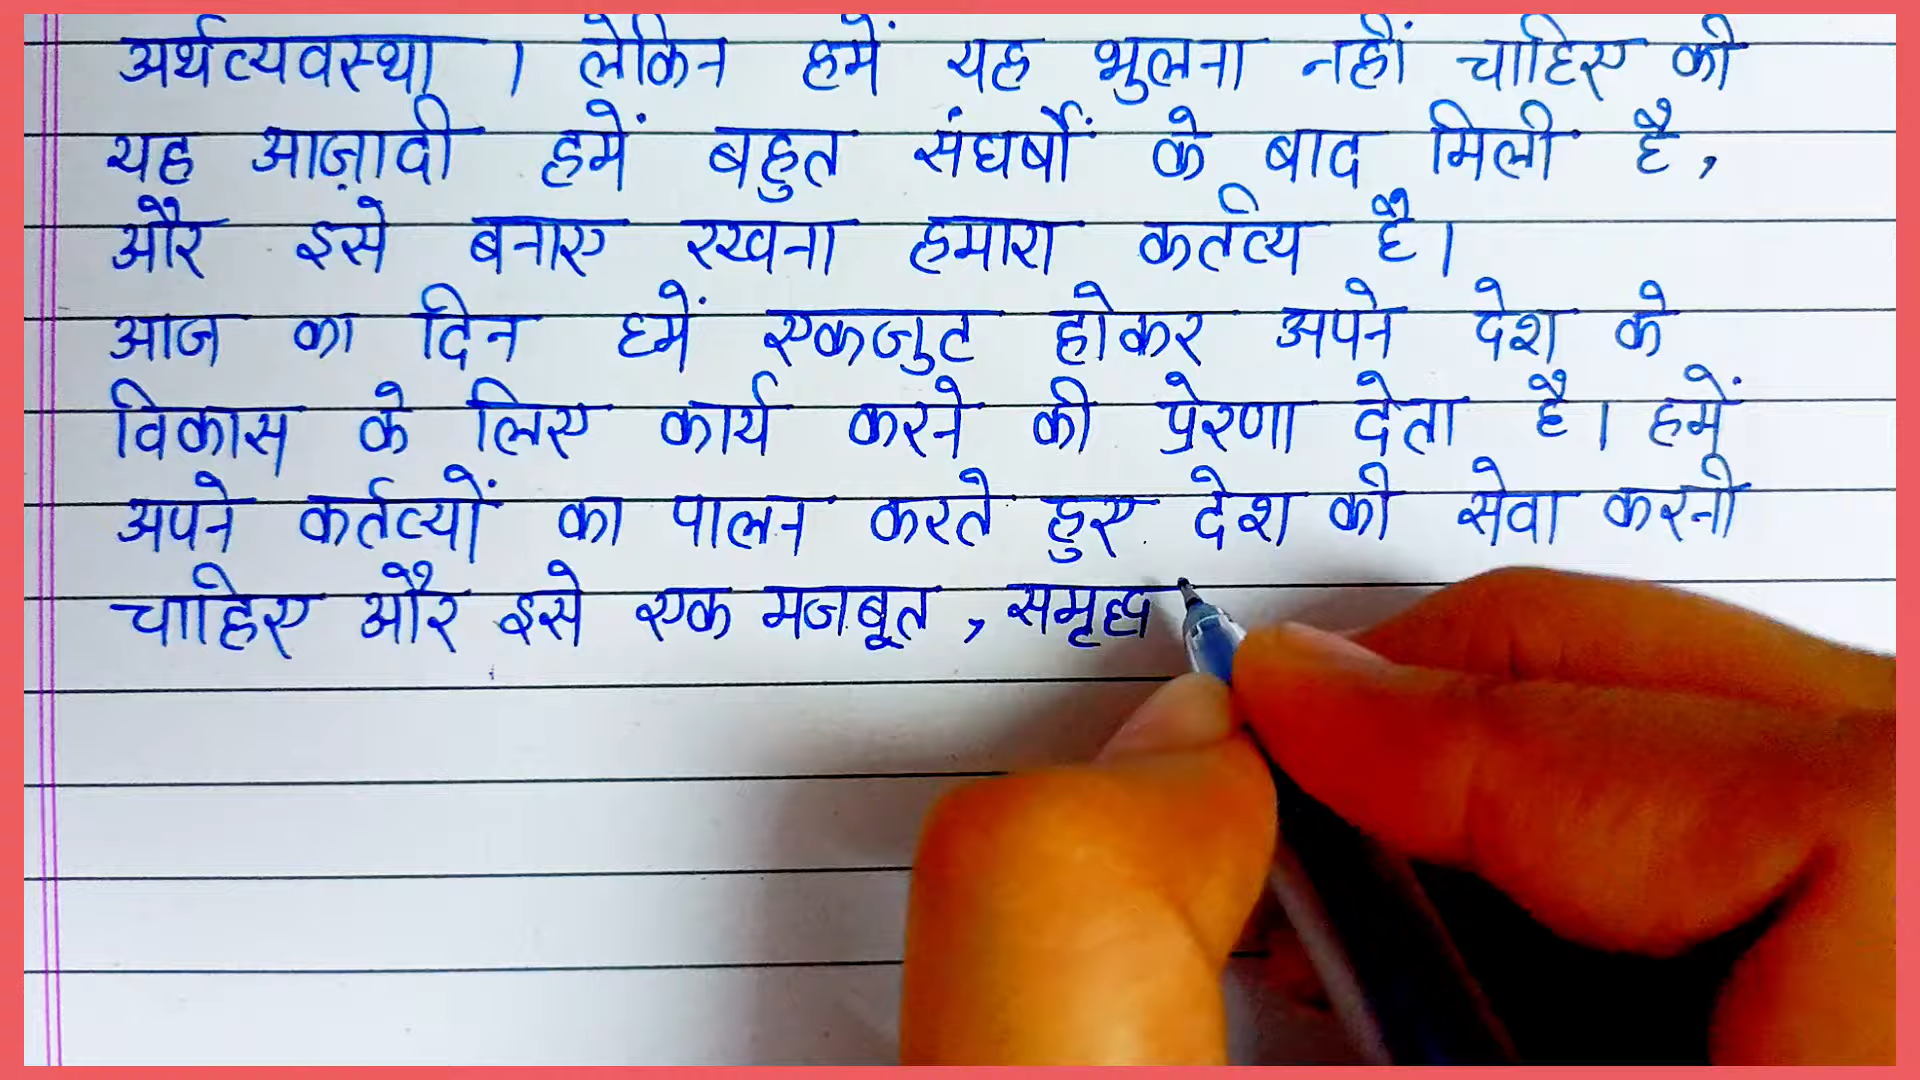 अर्थव्यवस्था । लेकिन हमें यह भुलना नहीं चाहिए की
यह आज़ादी हमें बहुत संघर्षों के बाद मिली है,
और इसे बनाए रखना हमारा कर्तव्य है।
आज का दिन हमें एकजुट होकर अपने देश के
विकास के लिए कार्य करने की प्रेरणा देता है। हमें
अपने कर्तव्यों का पालन करते हुए देश की सेवा करनी
चाहिए और इसे एक मजबूत, समृद्ध